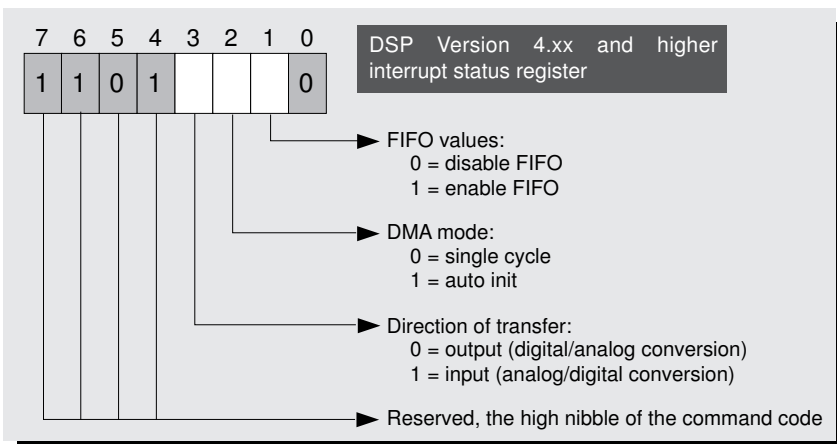 7 6 5 4 3 2 1 0
1 1 0 1 0
DSP Version 4.xx and higher
interrupt status register
FIFO values:
0 = disable FIFO
1 = enable FIFO
DMA mode:
0 = single cycle
1 = auto init
Direction of transfer:
0 = output (digital/analog conversion)
1 = input (analog/digital conversion)
Reserved, the high nibble of the command code